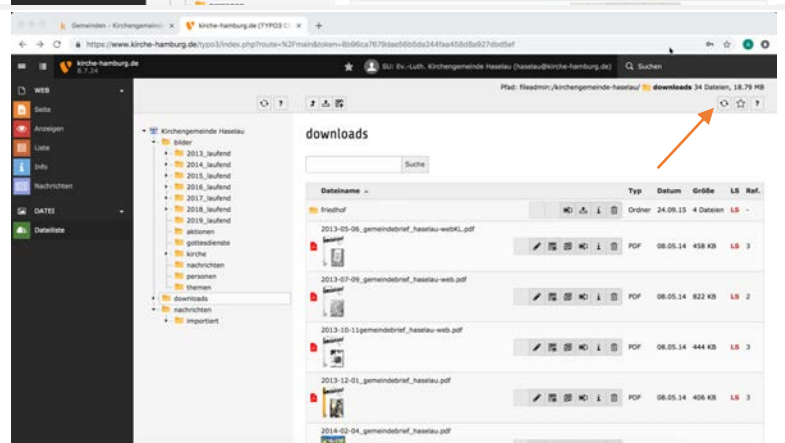 Gemeinden - Kirchengemein
kirche-hamburg.de [TYPO3 C
https://www.kirche-hamburg.de/typo3/index.php?route=%2Fmain&token=8b96ca7679dae56b5da244faa458d8a927dbd5ef
kirche-hamburg.de
8.7.24
SU: Ev.-Luth. Kirchengemeinde Haselau (haselau@kirche-hamburg.de)
Suchen
WEB
Seite
Anzeigen
Liste
Info
Nachrichten
DATEI
Dateiliste
Kirchengemeinde Haselau
bilder
2013_laufend
2014_laufend
2015_laufend
2016_laufend
2017_laufend
2018_laufend
2019_laufend
aktionen
gottesdienste
kirche
nachrichten
personen
themen
downloads
nachrichten
importiert
Pfad: fileadmin:/kirchengemeinde-haselau/ downloads 34 Dateien, 18.79 MB
downloads
Suche
Dateiname Typ Datum Größe LS Ref.
friedhof Ordner 24.09.15 4 Dateien LS -
2013-05-06_gemeindebrief_haselau-webKL.pdf
PDF 08.05.14 458 KB LS 3
2013-07-09_gemeindebrief_haselau-web.pdf
PDF 08.05.14 822 KB LS 2
2013-10-11gemeindebrief_haselau-web.pdf
PDF 08.05.14 444 KB LS 3
2013-12-01_gemeindebrief_haselau.pdf
PDF 08.05.14 406 KB LS 3
2014-02-04_gemeindebrief_haselau.pdf